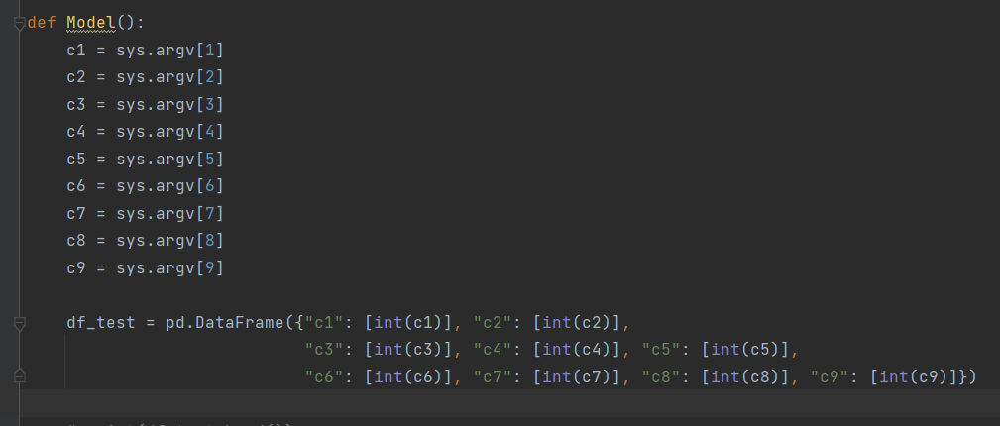 def Model():
    c1 = sys.argv[1]
    c2 = sys.argv[2]
    c3 = sys.argv[3]
    c4 = sys.argv[4]
    c5 = sys.argv[5]
    c6 = sys.argv[6]
    c7 = sys.argv[7]
    c8 = sys.argv[8]
    c9 = sys.argv[9]
    df_test = pd.DataFrame({"c1": [int(c1)], "c2": [int(c2)],
                            "c3": [int(c3)], "c4": [int(c4)], "c5": [int(c5)],
                            "c6": [int(c6)], "c7": [int(c7)], "c8": [int(c8)], "c9": [int(c9)]})